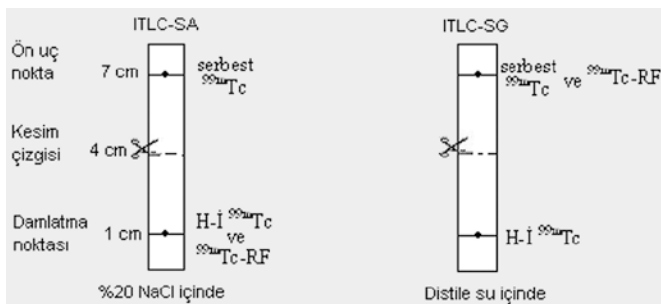 ITLC-SA
Ön uç
nokta
7 cm
serbest
⁹⁹ᵐTc
Kesim
çizgisi
4 cm
Damlatma
noktası
1 cm
H-İ ⁹⁹ᵐTc
ve
⁹⁹ᵐTc-RF
%20 NaCl içinde
ITLC-SG
serbest
⁹⁹ᵐTc ve ⁹⁹ᵐTc-RF
H-İ ⁹⁹ᵐTc
Distile su içinde